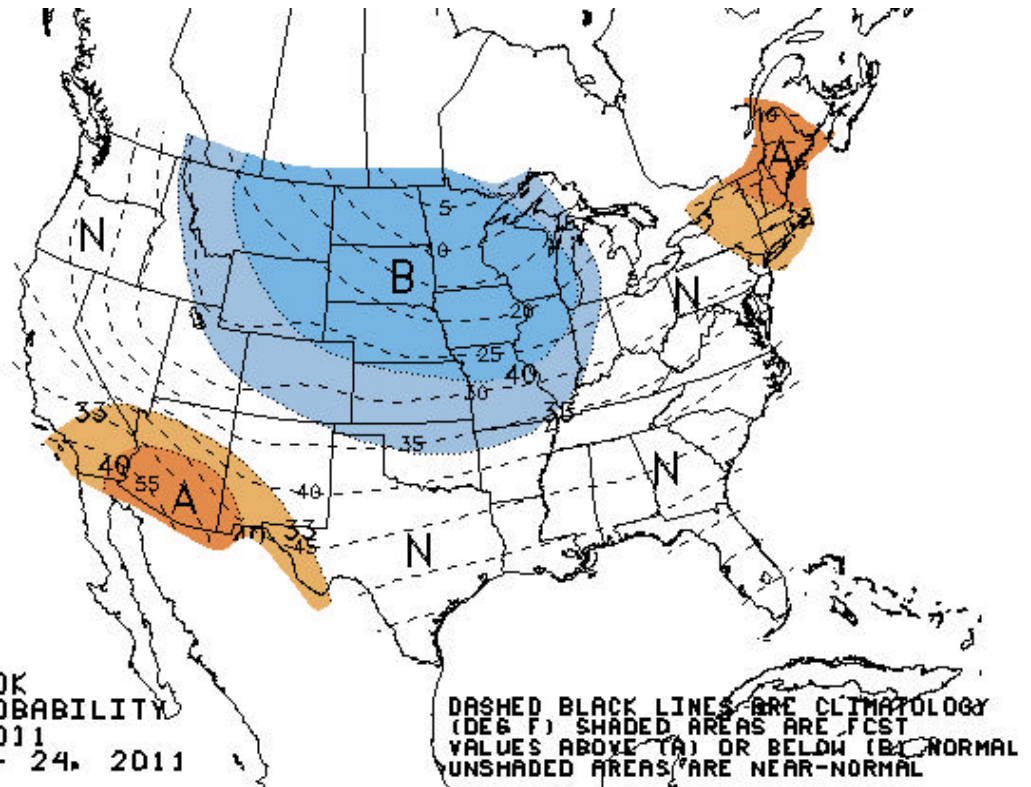 10
A
5
N
0
B
N
20
25
40
30
33
33
35
N
40
55
A
40
33
45
N
OK
OBABILITY
011
- 24, 2011
DASHED BLACK LINES ARE CLIMATOLOGY
(DEG F) SHADED AREAS ARE FCST
VALUES ABOVE (A) OR BELOW (B) NORMAL
UNSHADED AREAS ARE NEAR-NORMAL